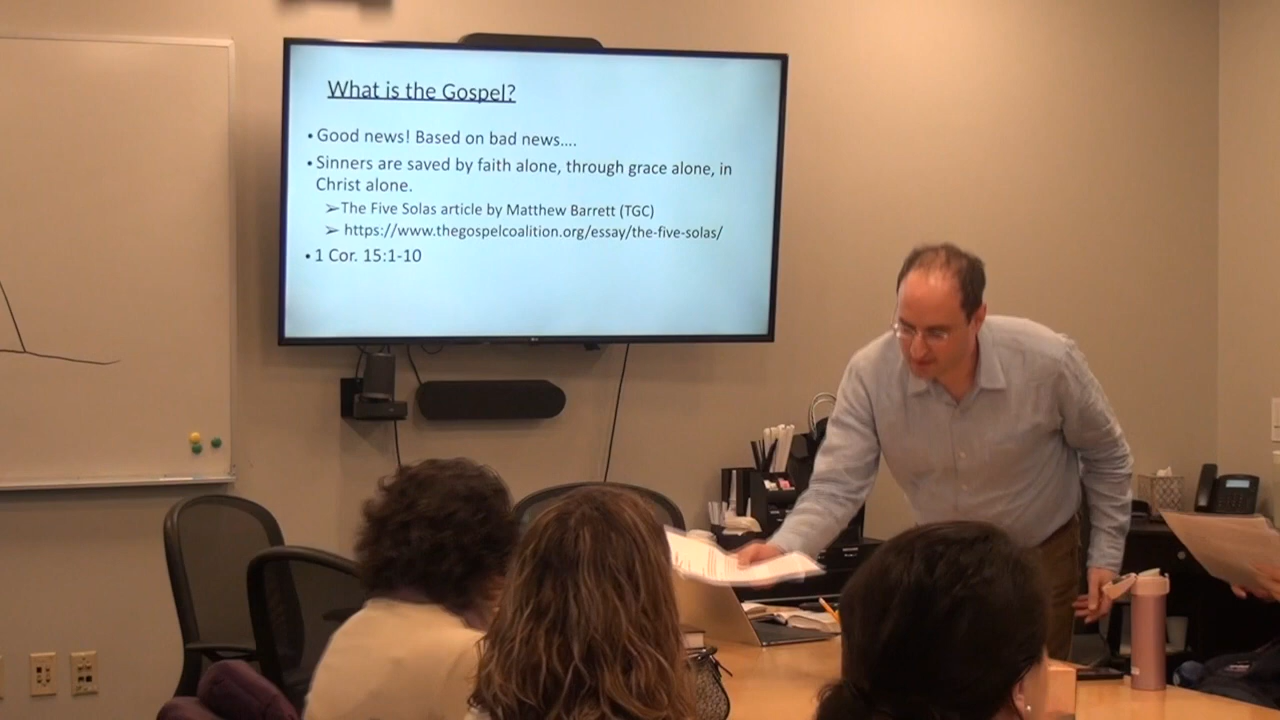 What is the Gospel?
• Good news! Based on bad news....
• Sinners are saved by faith alone, through grace alone, in
Christ alone.
➢The Five Solas article by Matthew Barrett (TGC)
➢ https://www.thegospelcoalition.org/essay/the-five-solas/
• 1 Cor. 15:1-10